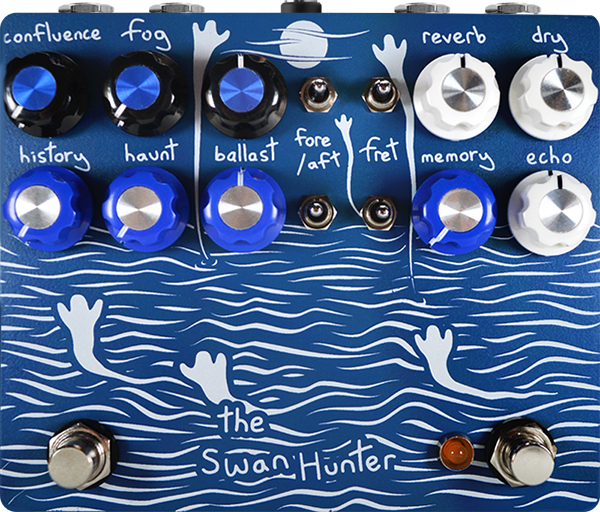 confluence fog reverb dry
fore
/aft fret
history haunt ballast memory echo
the
Swan Hunter